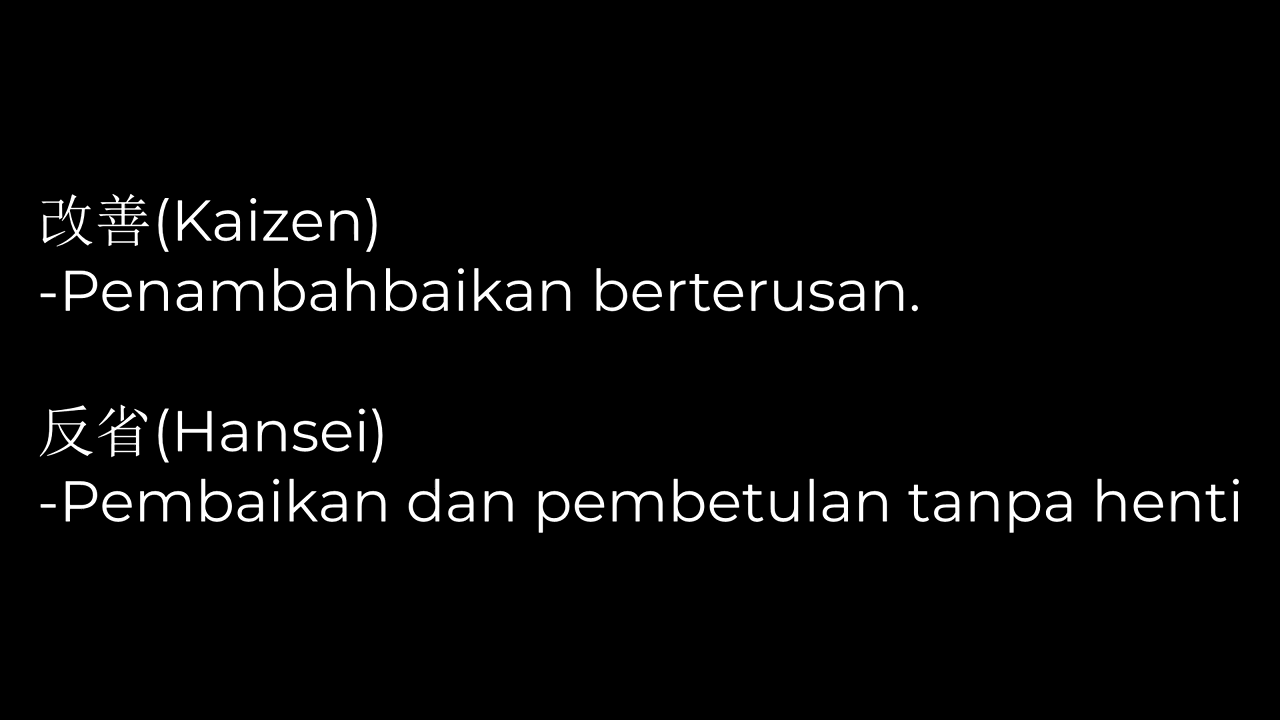 改善(Kaizen)
-Penambahbaikan berterusan.
反省(Hansei)
-Pembaikan dan pembetulan tanpa henti